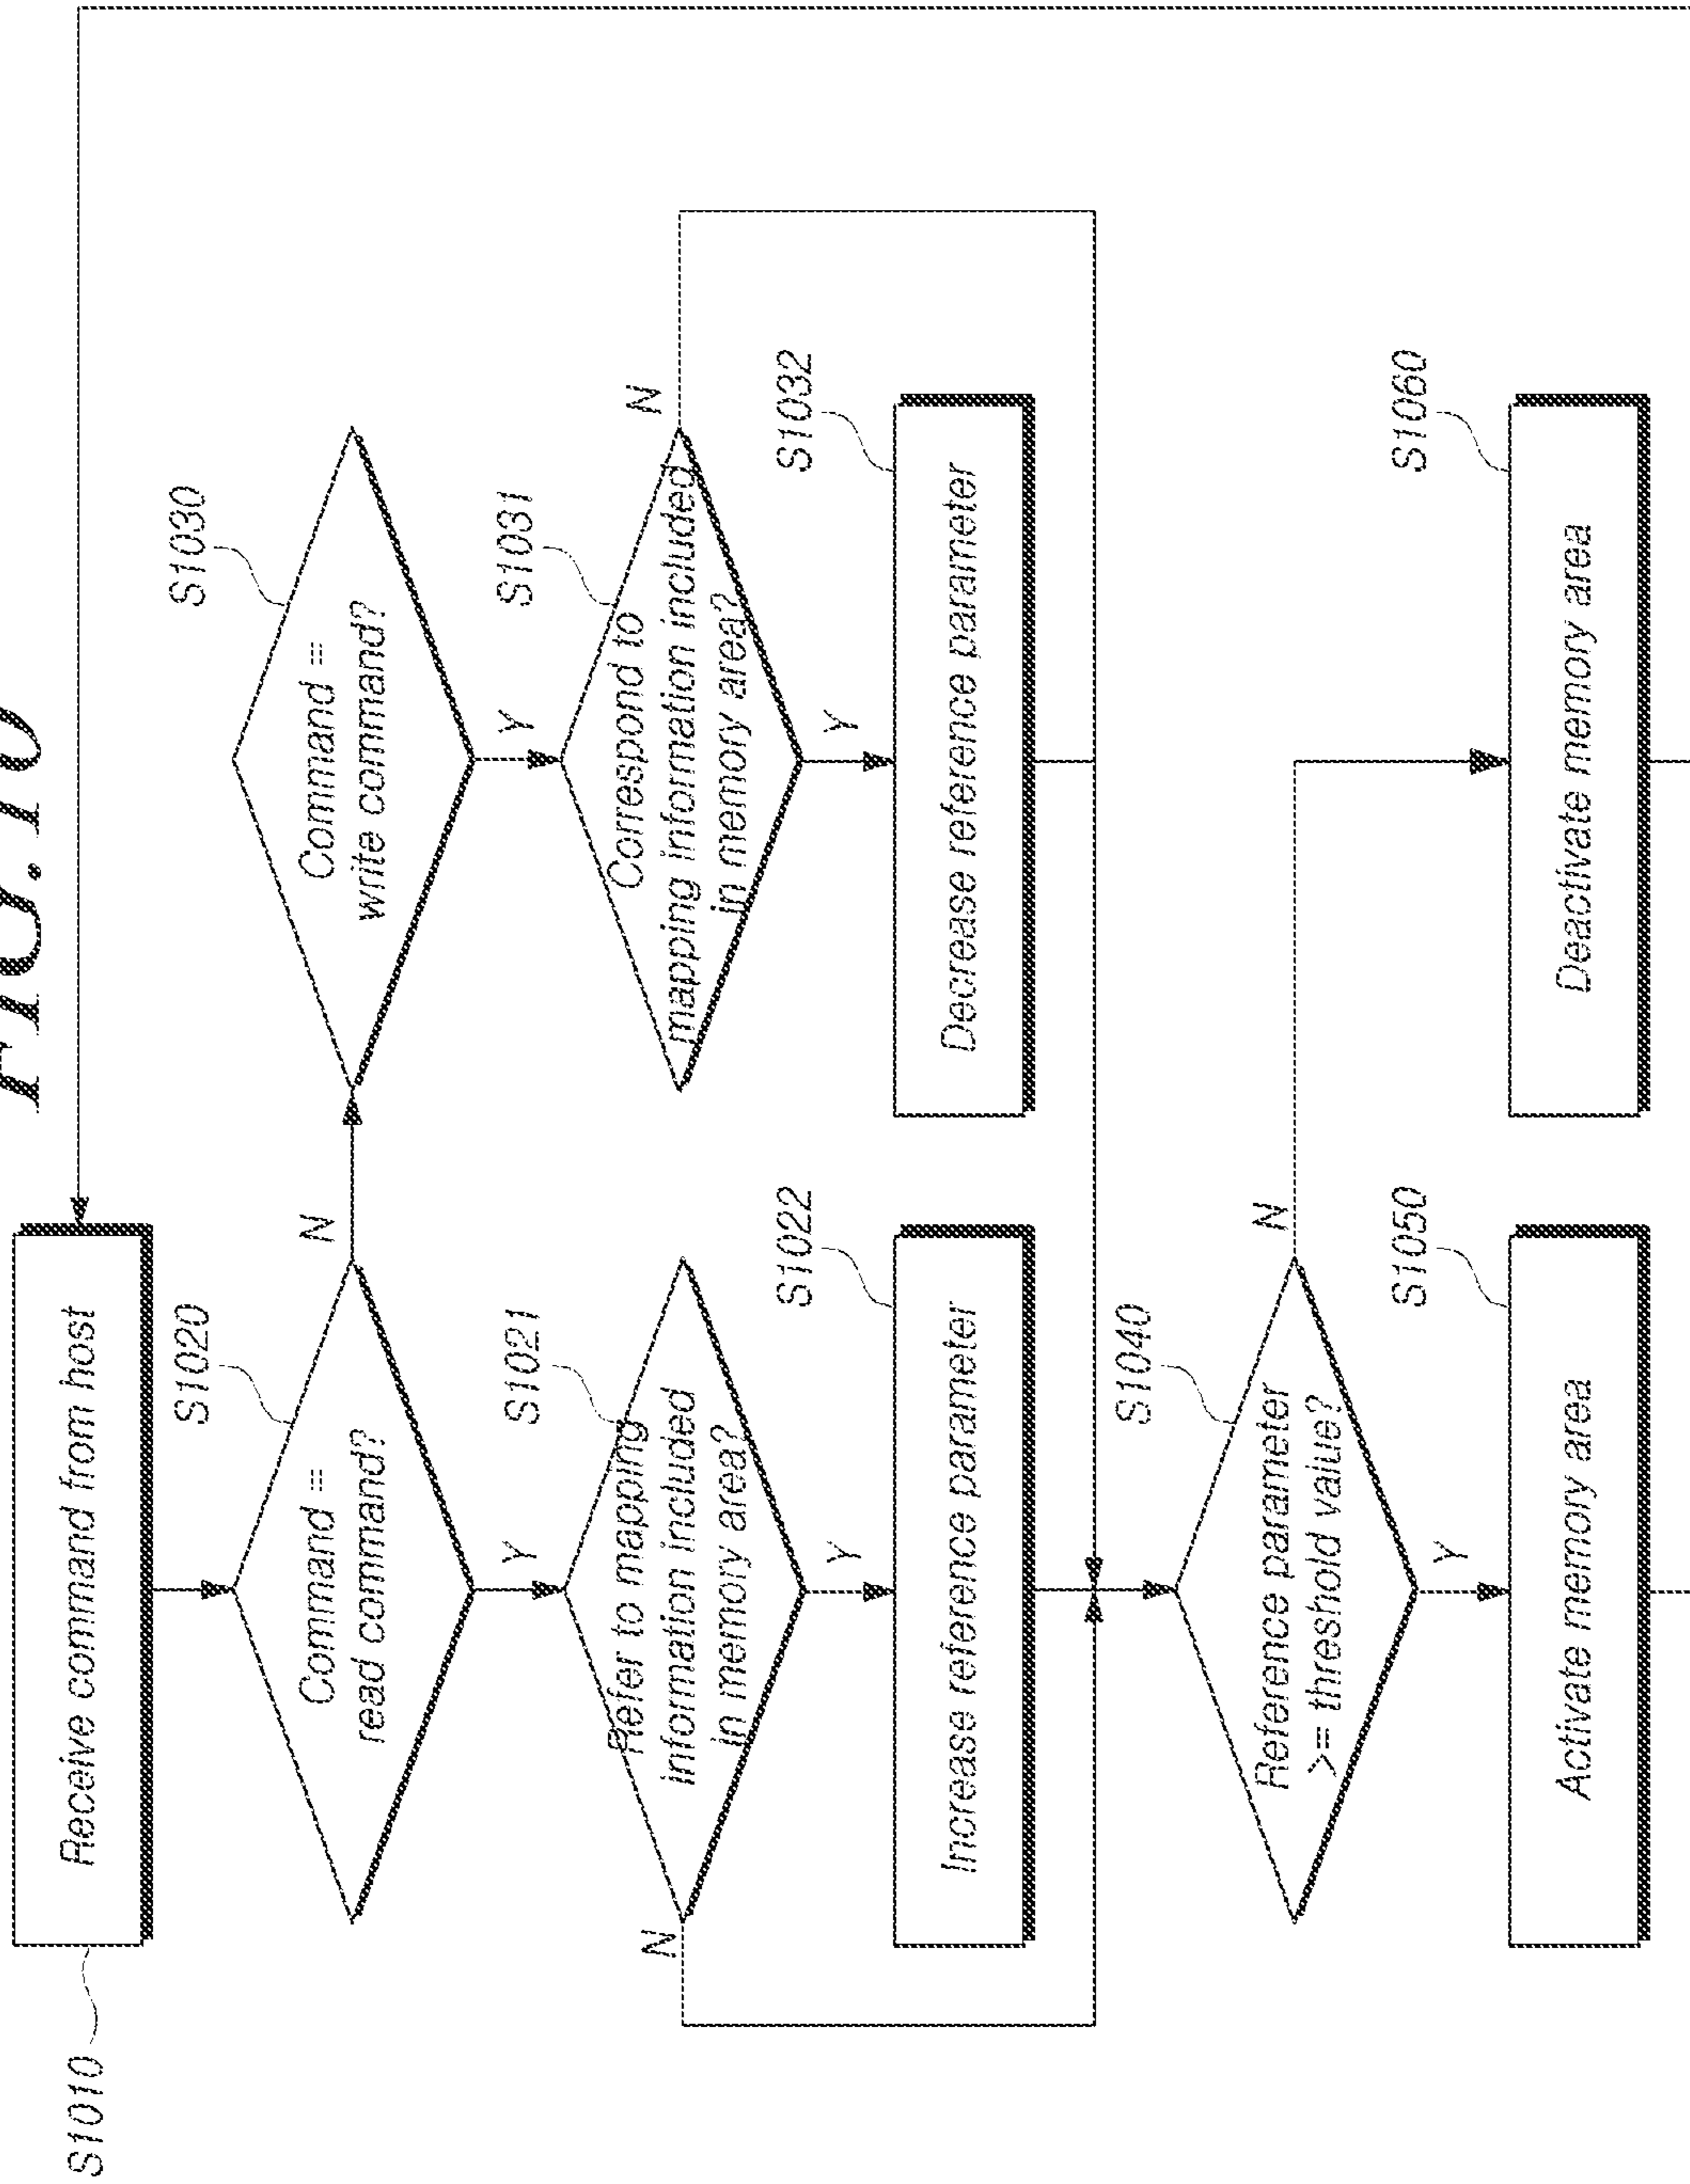 FIG.10
S1010
Receive command from host
S1020
Command =
read command?
N
S1030
Command =
write command?
Y
Y
S1021
Refer to mapping
information included
in memory area?
N
S1031
Correspond to
mapping information included
in memory area?
N
Y
Y
S1022
Increase reference parameter
S1032
Decrease reference parameter
S1040
Reference parameter
>= threshold value?
N
Y
S1050
Activate memory area
S1060
Deactivate memory area